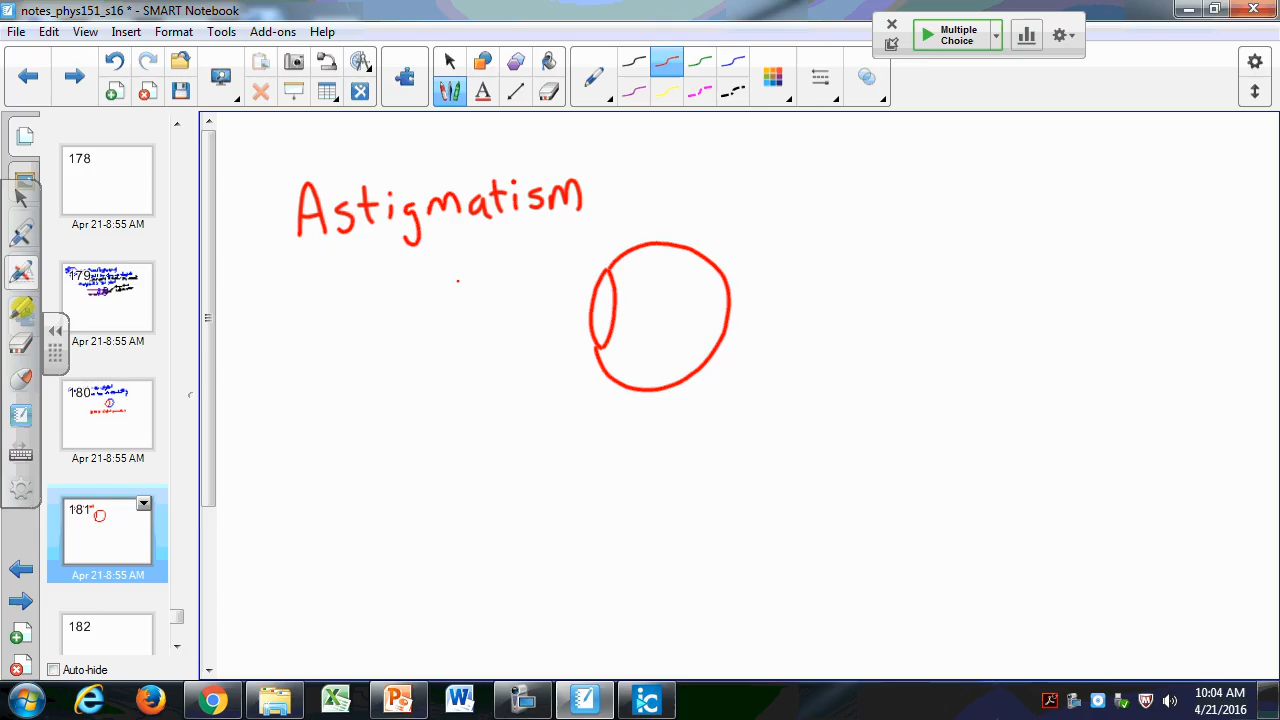 notes_phys151_s16 * - SMART Notebook
File Edit View Insert Format Tools Add-ons Help
Multiple
Choice
178
Apr 21-8:55 AM
179
Apr 21-8:55 AM
180
Apr 21-8:55 AM
181
Apr 21-8:55 AM
182
Auto-hide
Astigmatism
10:04 AM
4/21/2016